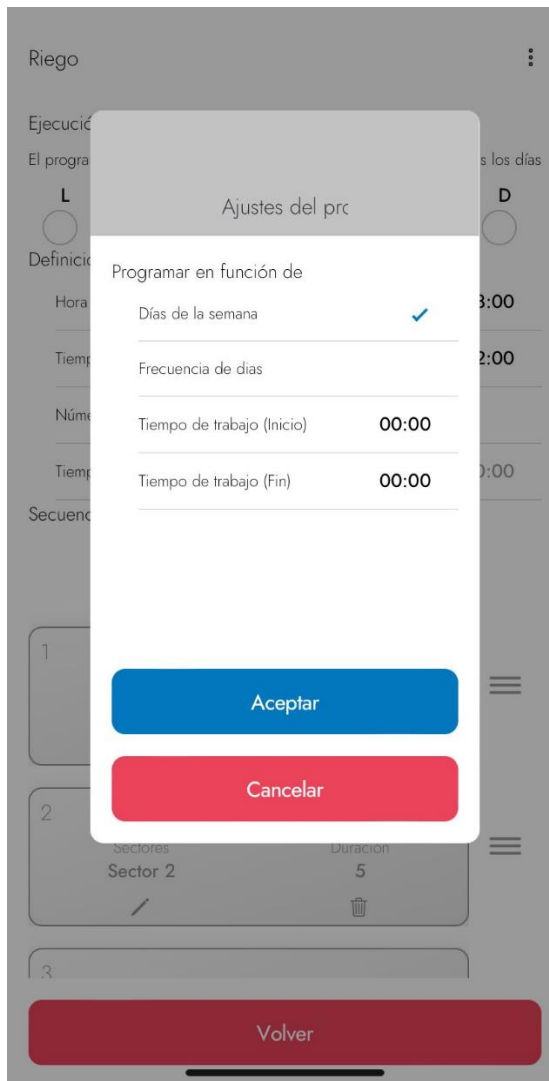 Riego
Ejecució
El progra s los días
L D
Ajustes del prc
Definició
Programar en función de
Hora 3:00
Días de la semana
Tiemp 2:00
Frecuencia de dias
Núme
Tiempo de trabajo (Inicio) 00:00
Tiemp 0:00
Tiempo de trabajo (Fin) 00:00
Secuenc
1
Aceptar
Cancelar
2
Sectores Duración
Sector 2 5
3
Volver